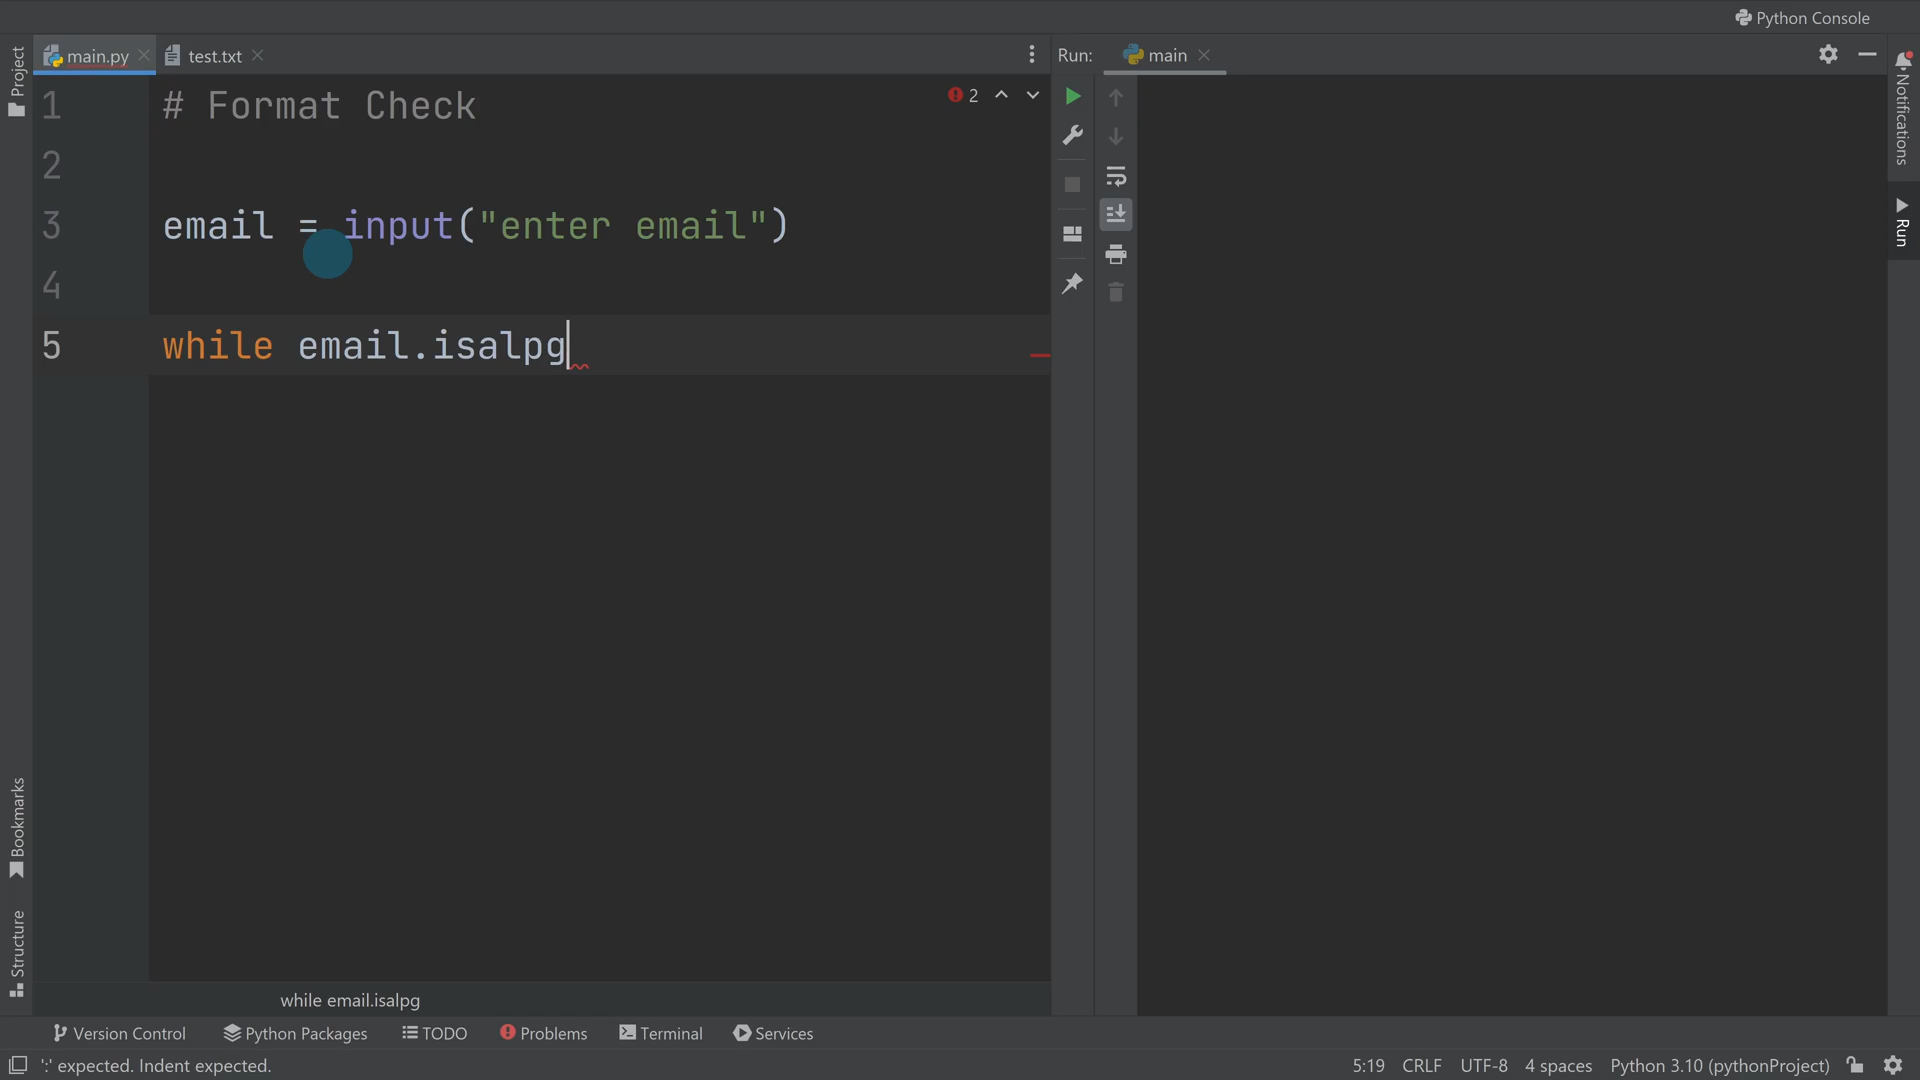 Python Console
Project
main.py
test.txt
Run:
main
Notifications
Run
2
1 # Format Check
2
3 email = input("enter email")
4
5 while email.isalpg
Bookmarks
Structure
while email.isalpg
Version Control
Python Packages
TODO
Problems
Terminal
Services
':' expected. Indent expected.
5:19
CRLF
UTF-8
4 spaces
Python 3.10 (pythonProject)